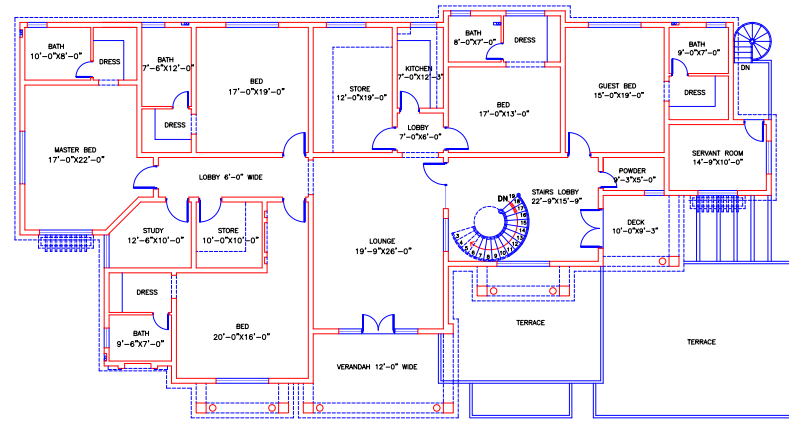 BATH
10'-0"X8'-0"
DRESS
BATH
7'-6"X12'-0"
DRESS
BED
17'-0"X19'-0"
STORE
12'-0"X19'-0"
KITCHEN
7'-0"X12'-3"
LOBBY
7'-0"X6'-0"
BATH
8'-0"X7'-0"
DRESS
BED
17'-0"X13'-0"
GUEST BED
15'-0"X19'-0"
BATH
9'-0"X7'-0"
DRESS
DN
SERVANT ROOM
14'-9"X10'-0"
MASTER BED
17'-0"X22'-0"
LOBBY 6'-0" WIDE
STAIRS LOBBY
22'-9"X15'-9"
POWDER
9'-3"X5'-0"
DECK
10'-0"X9'-3"
DN
STUDY
12'-6"X10'-0"
STORE
10'-0"X10'-0"
LOUNGE
19'-9"X26'-0"
DRESS
BATH
9'-6"X7'-0"
BED
20'-0"X16'-0"
VERANDAH 12'-0" WIDE
TERRACE
TERRACE